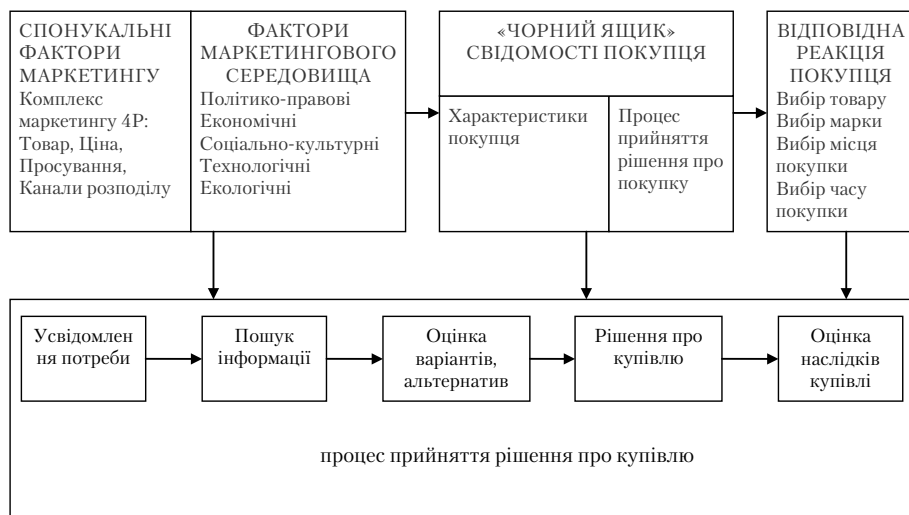 СПОНУКАЛЬНІ
ФАКТОРИ
МАРКЕТИНГУ
Комплекс
маркетингу 4Р:
Товар, Ціна,
Просування,
Канали розподілу
ФАКТОРИ
МАРКЕТИНГОВОГО
СЕРЕДОВИЩА
Політико-правові
Економічні
Соціально-культурні
Технологічні
Екологічні
«ЧОРНИЙ ЯЩИК»
СВІДОМОСТІ ПОКУПЦЯ
Характеристики
покупця
Процес
прийняття
рішення про
покупку
ВІДПОВІДНА
РЕАКЦІЯ
ПОКУПЦЯ
Вибір товару
Вибір марки
Вибір місця
покупки
Вибір часу
покупки
Усвідомлен
ня потреби
Пошук
інформації
Оцінка
варіантів,
альтернатив
Рішення про
купівлю
Оцінка
наслідків
купівлі
процес прийняття рішення про купівлю